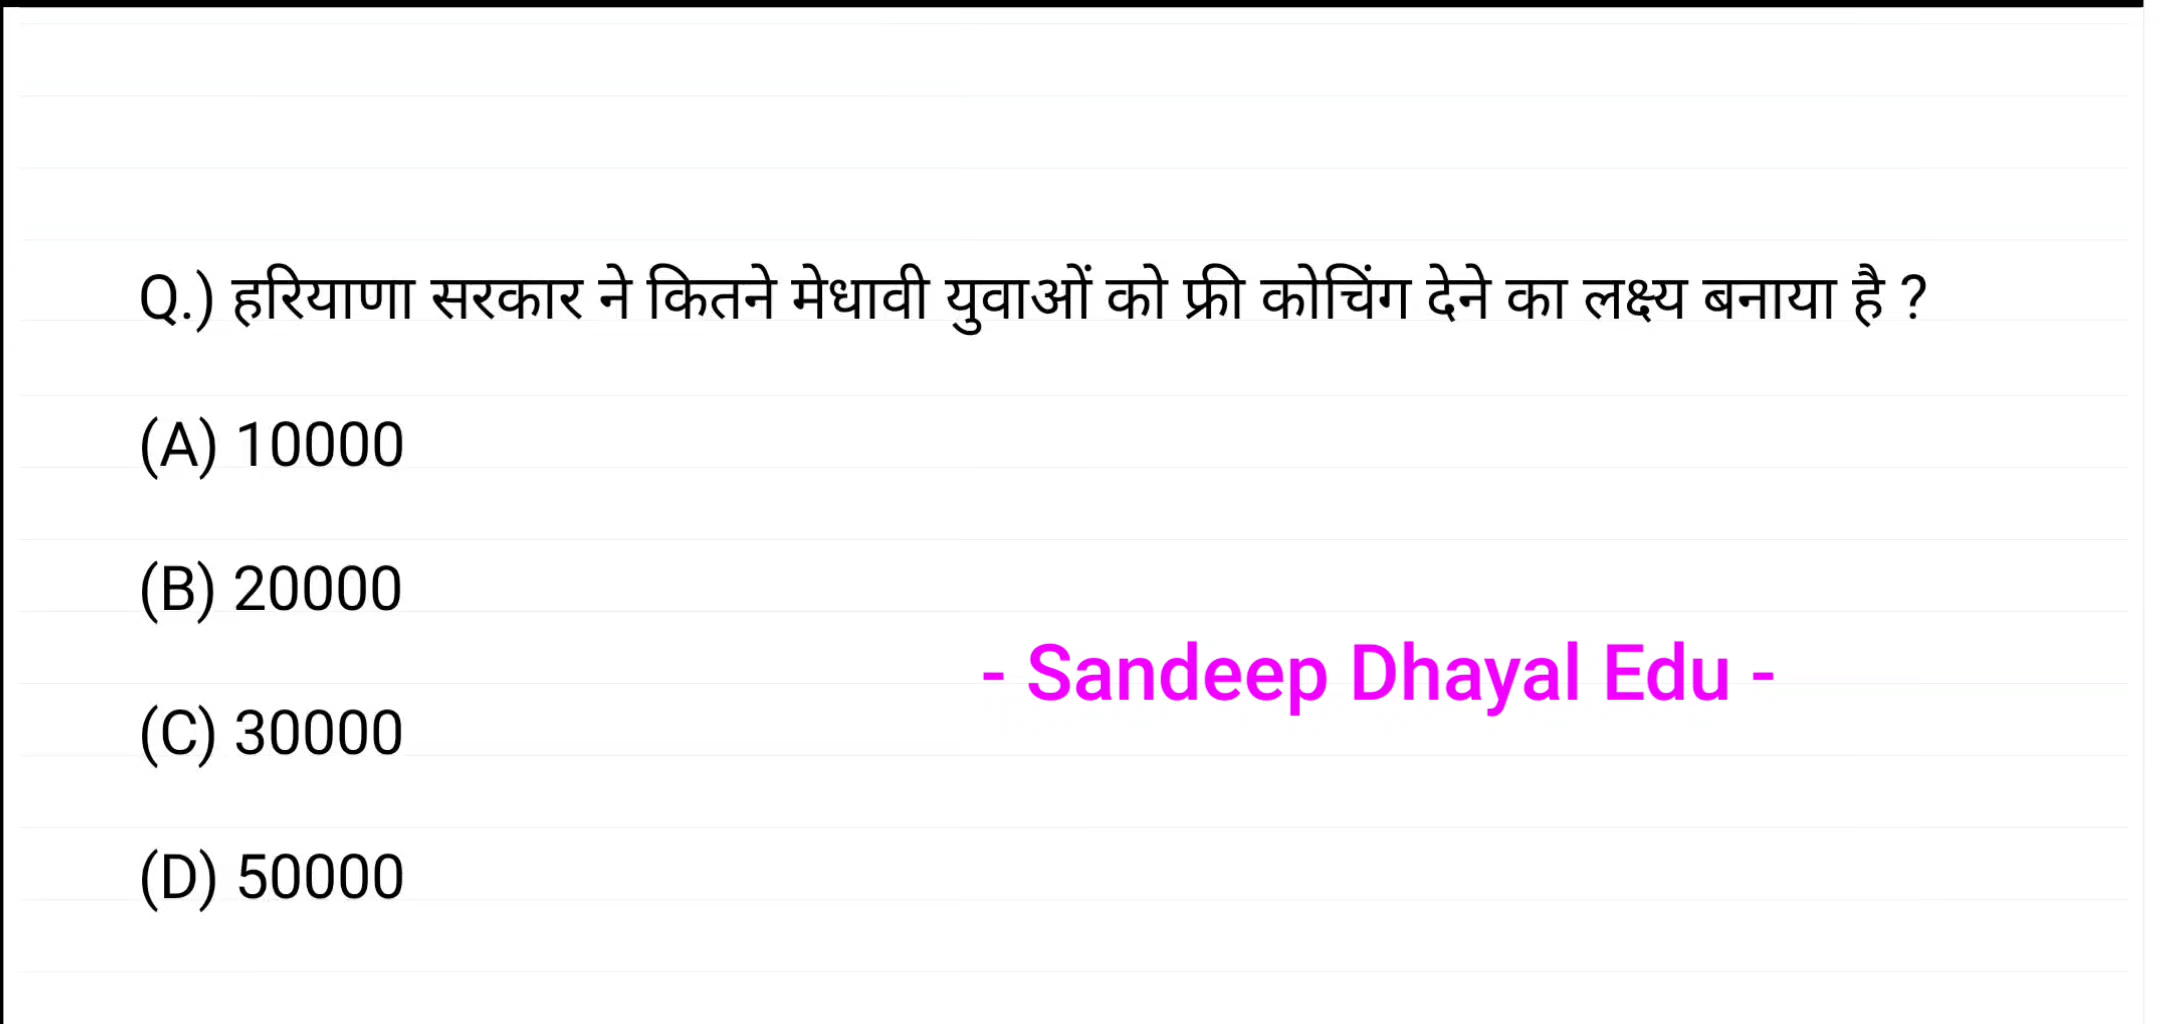 Q.) हरियाणा सरकार ने कितने मेधावी युवाओं को फ्री कोचिंग देने का लक्ष्य बनाया है ?
(A) 10000
(B) 20000
- Sandeep Dhayal Edu -
(C) 30000
(D) 50000